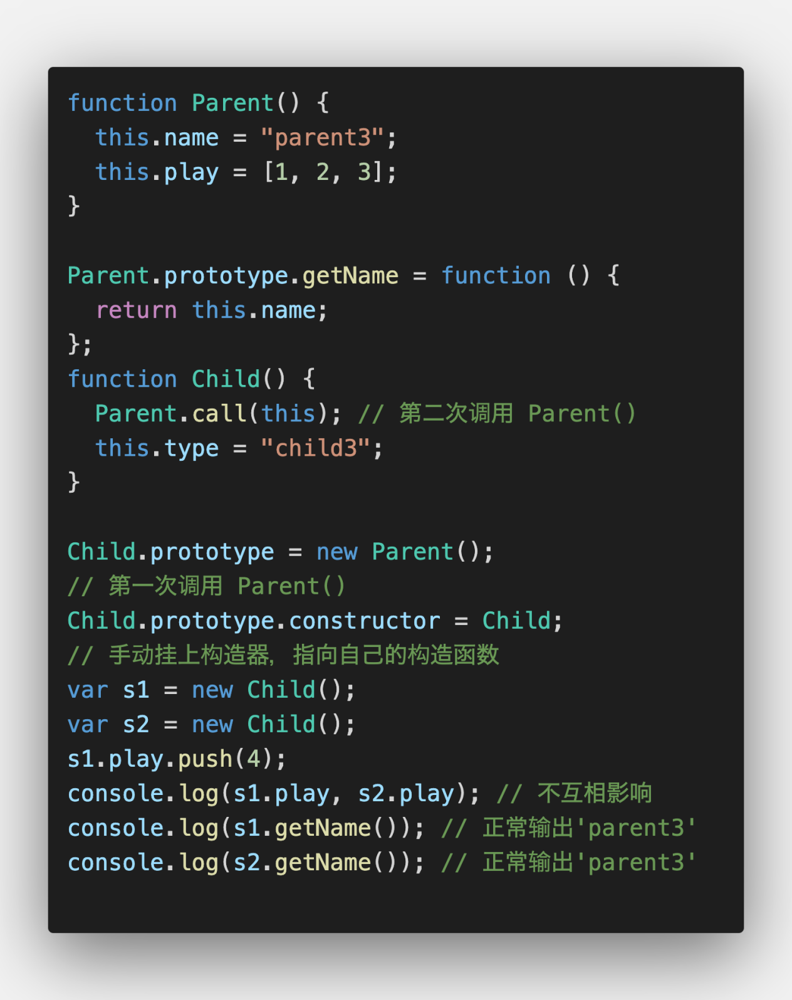 function Parent() {
  this.name = "parent3";
  this.play = [1, 2, 3];
}

Parent.prototype.getName = function () {
  return this.name;
};
function Child() {
  Parent.call(this); // 第二次调用 Parent()
  this.type = "child3";
}

Child.prototype = new Parent();
// 第一次调用 Parent()
Child.prototype.constructor = Child;
// 手动挂上构造器，指向自己的构造函数
var s1 = new Child();
var s2 = new Child();
s1.play.push(4);
console.log(s1.play, s2.play); // 不互相影响
console.log(s1.getName()); // 正常输出'parent3'
console.log(s2.getName()); // 正常输出'parent3'